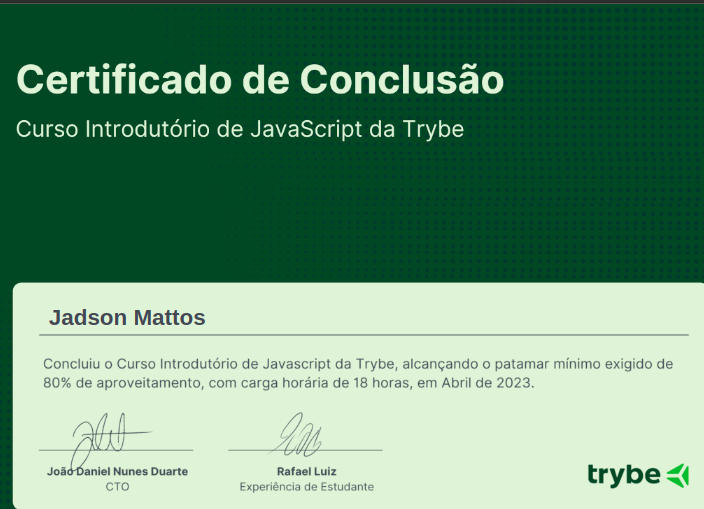 Certificado de Conclusão
Curso Introdutório de JavaScript da Trybe
Jadson Mattos
Concluiu o Curso Introdutório de Javascript da Trybe, alcançando o patamar mínimo exigido de
80% de aproveitamento, com carga horária de 18 horas, em Abril de 2023.
João Daniel Nunes Duarte
CTO
Rafael Luiz
Experiência de Estudante
trybe